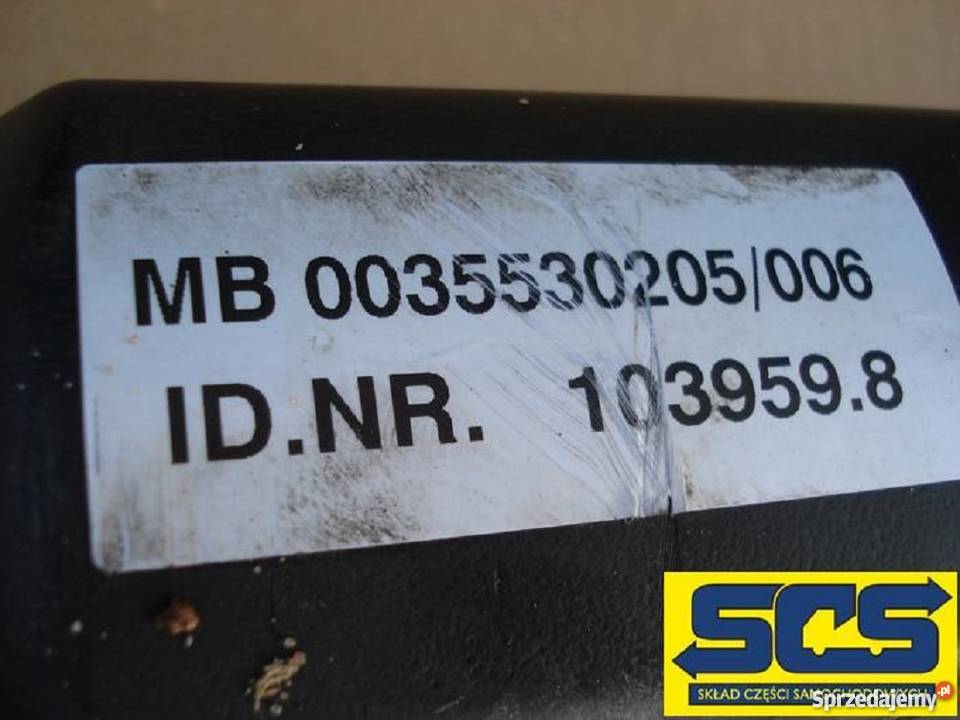 MB 0035530205/006
ID.NR. 103959.8
SCS
SKŁAD CZĘŚCI SAMOCHODOWYCH
Sprzedajemy.pl